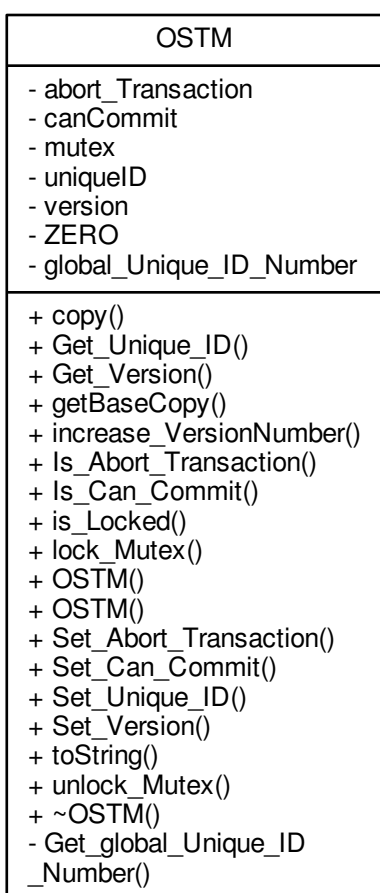 OSTM
- abort_Transaction
- canCommit
- mutex
- uniqueID
- version
- ZERO
- global_Unique_ID_Number
+ copy()
+ Get_Unique_ID()
+ Get_Version()
+ getBaseCopy()
+ increase_VersionNumber()
+ Is_Abort_Transaction()
+ Is_Can_Commit()
+ is_Locked()
+ lock_Mutex()
+ OSTM()
+ OSTM()
+ Set_Abort_Transaction()
+ Set_Can_Commit()
+ Set_Unique_ID()
+ Set_Version()
+ toString()
+ unlock_Mutex()
+ ~OSTM()
- Get_global_Unique_ID
_Number()